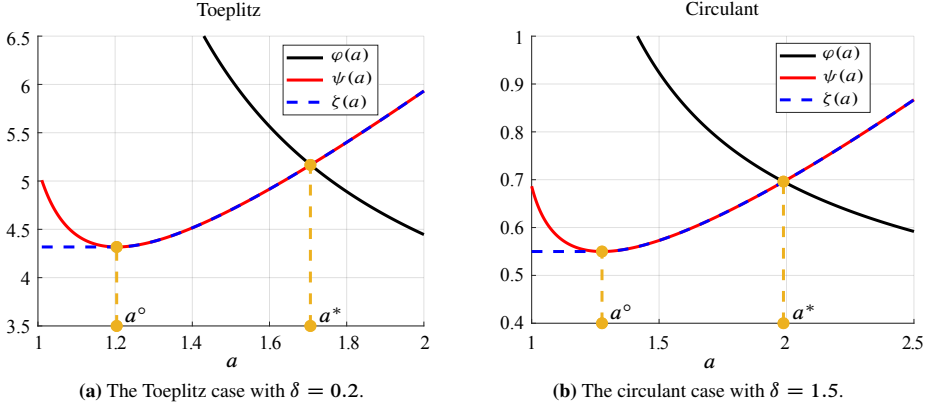 Toeplitz
6.5
6
5.5
5
4.5
4
3.5
φ(a)
ψ(a)
ζ(a)
a°
a*
1 1.2 1.4 1.6 1.8 2
a
(a) The Toeplitz case with δ = 0.2.
Circulant
1
0.9
0.8
0.7
0.6
0.5
0.4
φ(a)
ψ(a)
ζ(a)
a°
a*
1 1.5 2 2.5
a
(b) The circulant case with δ = 1.5.